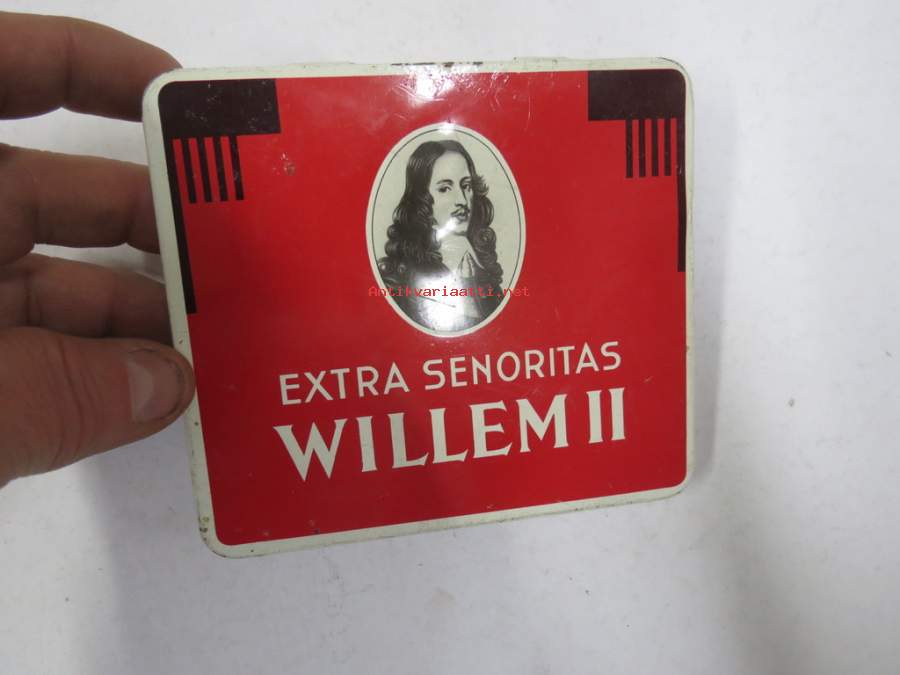 Antikvariaatti.net
EXTRA SENORITAS
WILLEM II